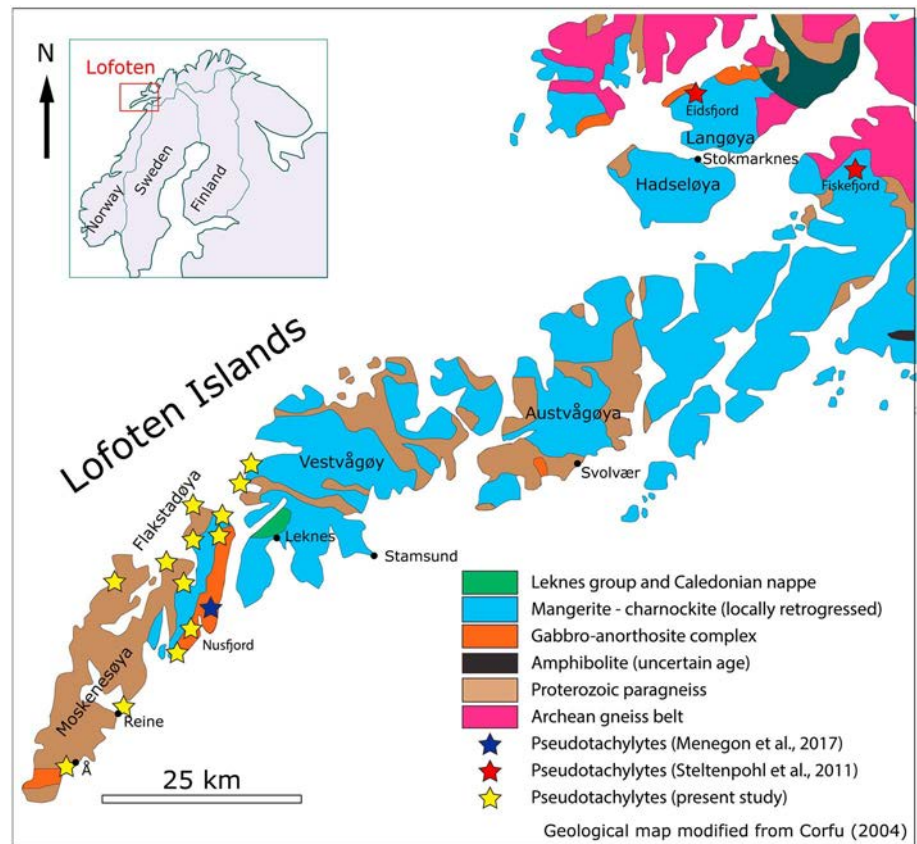 N
Lofoten
Norway
Sweden
Finland
Eidsfjord
Langøya
Stokmarknes
Hadseløya
Fiskefjord
Lofoten Islands
Austvågøya
Vestvågøy
Svolvær
Flakstadøya
Leknes
Stamsund
Nusfjord
Moskenesøya
Reine
Å
25 km
Leknes group and Caledonian nappe
Mangerite - charnockite (locally retrogressed)
Gabbro-anorthosite complex
Amphibolite (uncertain age)
Proterozoic paragneiss
Archean gneiss belt
Pseudotachylytes (Menegon et al., 2017)
Pseudotachylytes (Steltenpohl et al., 2011)
Pseudotachylytes (present study)
Geological map modified from Corfu (2004)